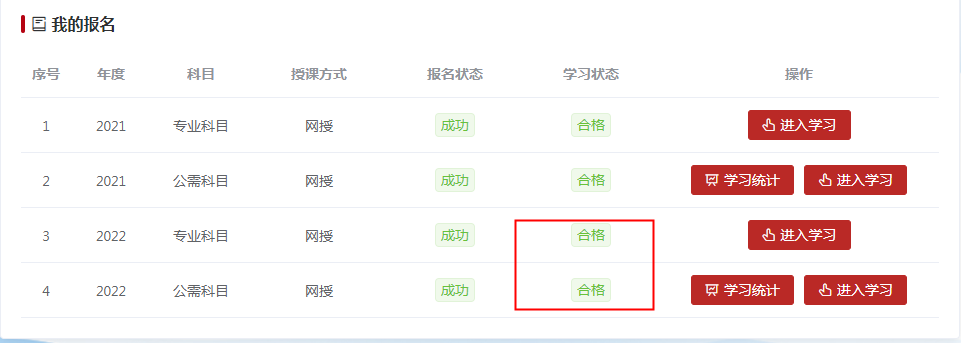 我的报名
序号 年度 科目 授课方式 报名状态 学习状态 操作
1 2021 专业科目 网授 成功 合格 进入学习
2 2021 公需科目 网授 成功 合格 学习统计 进入学习
3 2022 专业科目 网授 成功 合格 进入学习
4 2022 公需科目 网授 成功 合格 学习统计 进入学习